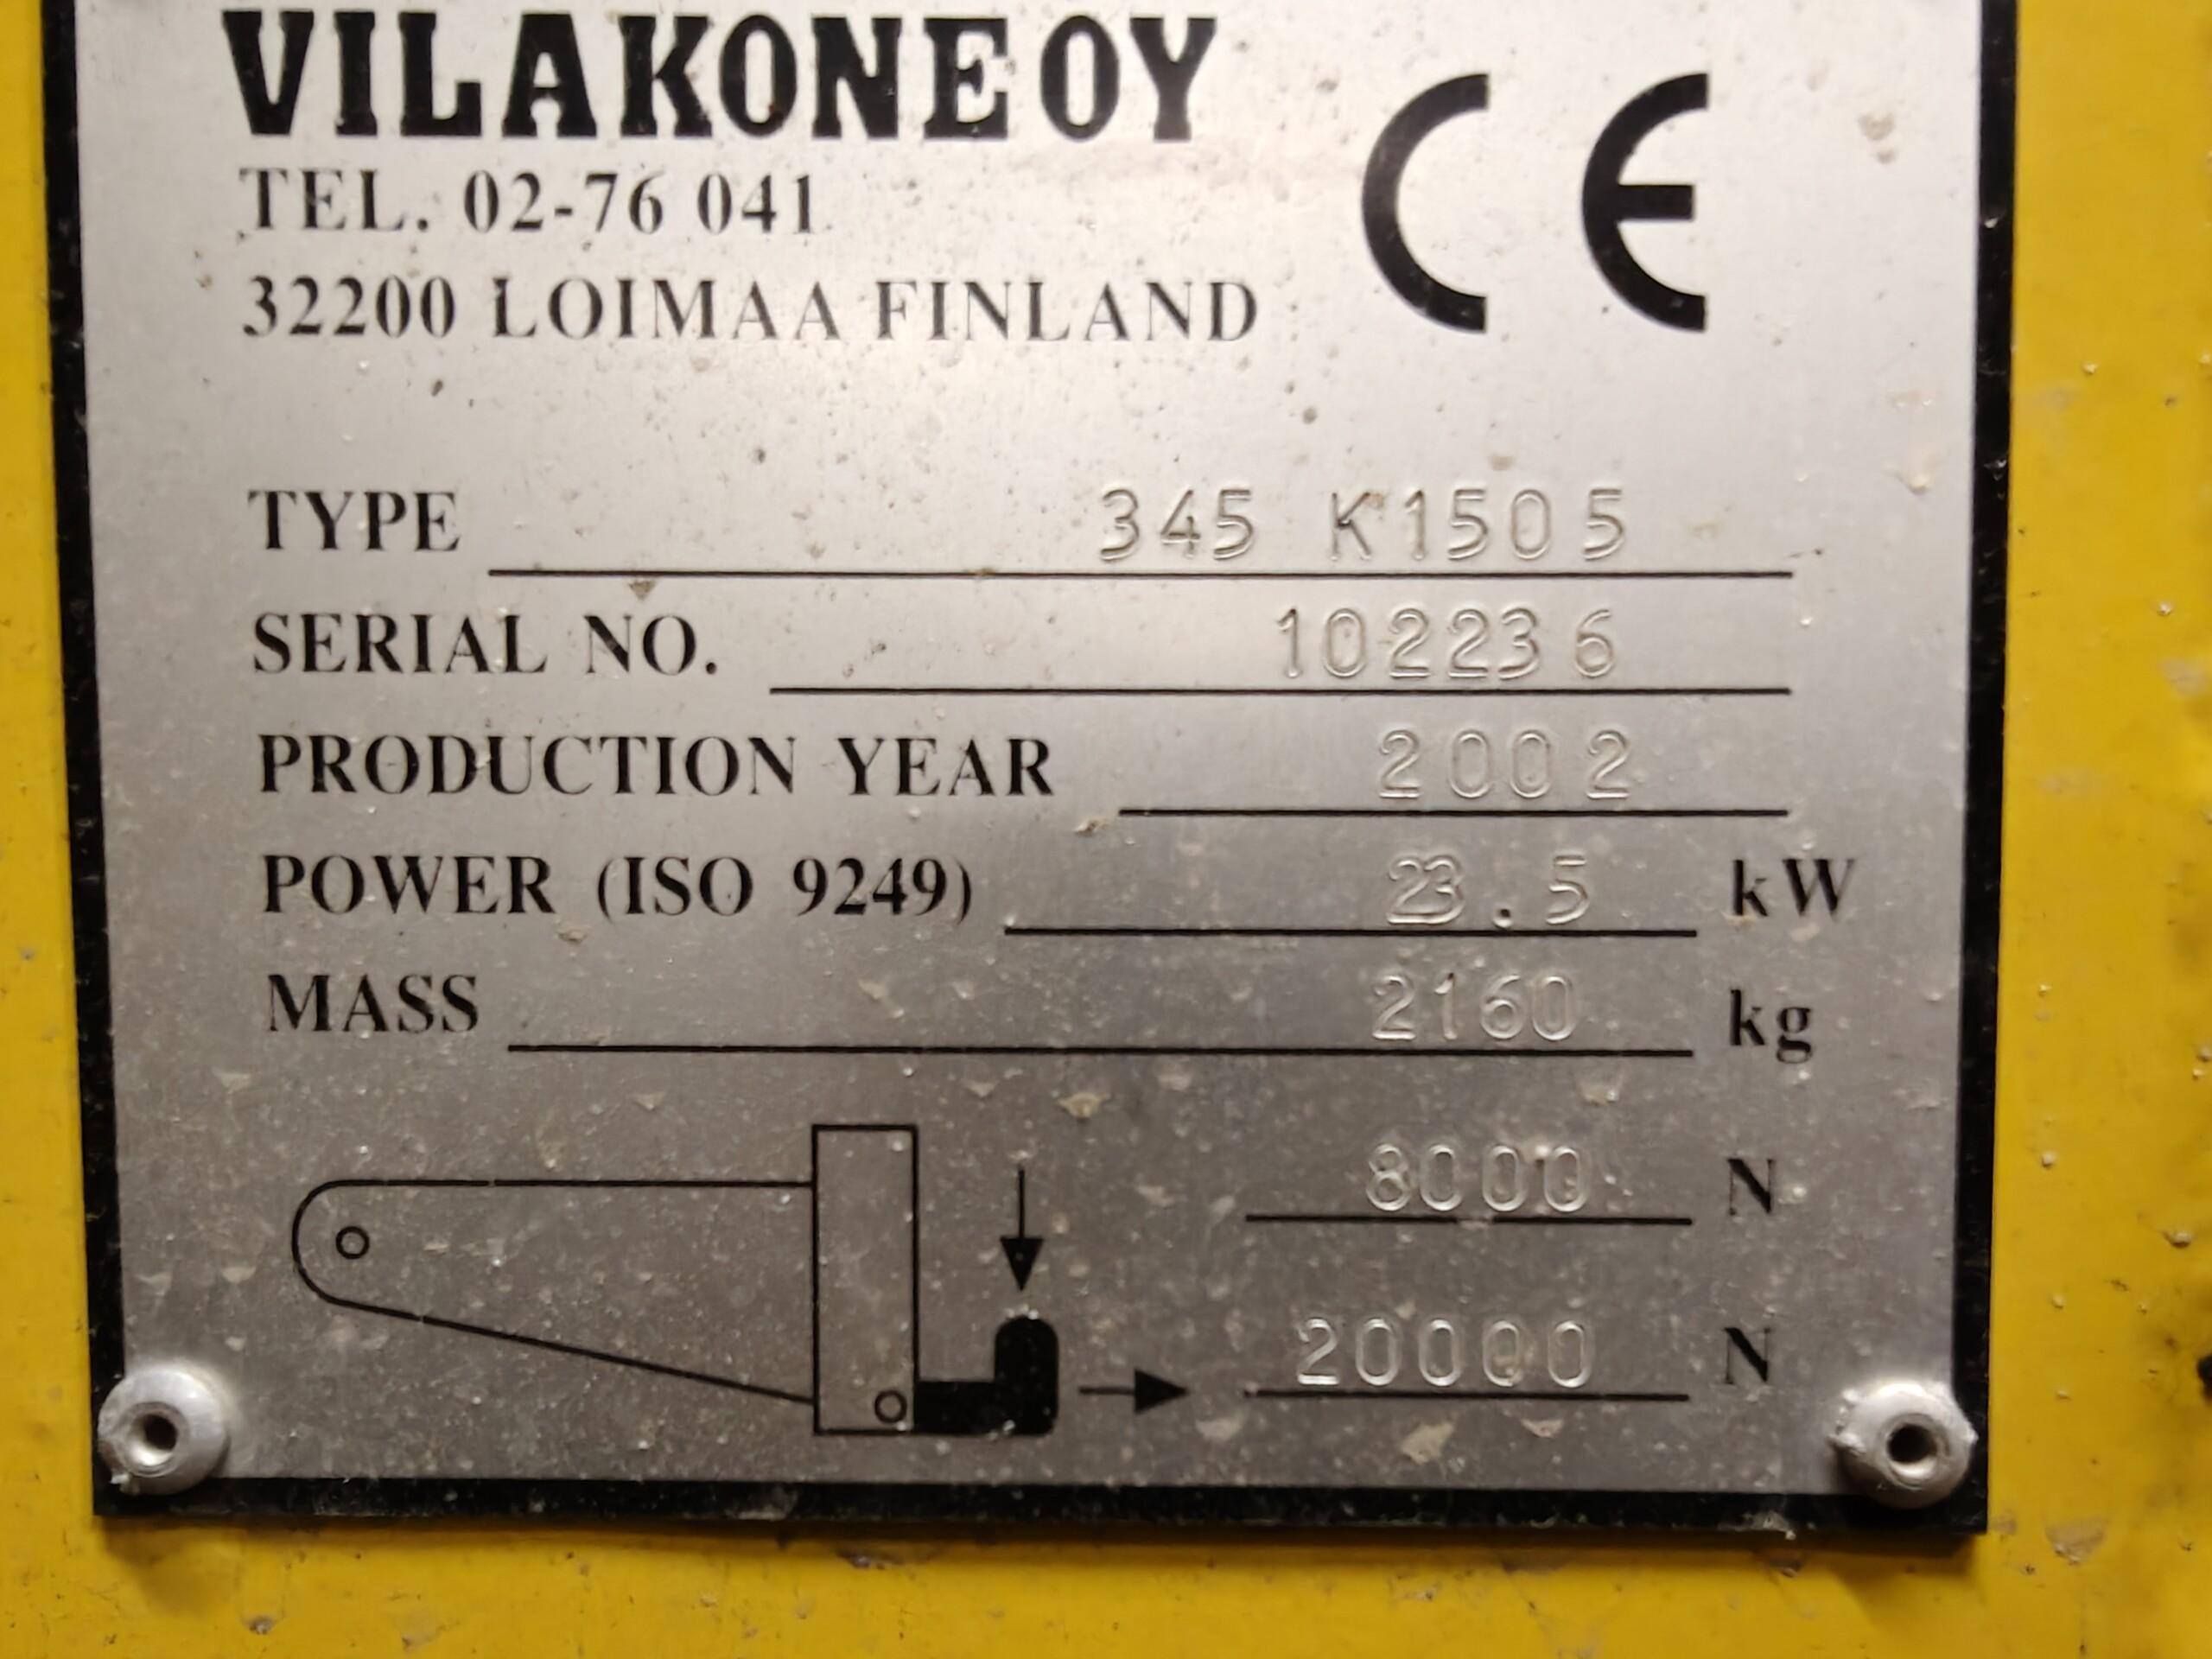 VILAKONE OY
CE
TEL. 02-76 041
32200 LOIMAA FINLAND
TYPE 345 K1505
SERIAL NO. 102236
PRODUCTION YEAR 2002
POWER (ISO 9249) 23.5 kW
MASS 2160 kg
8000 N
20000 N